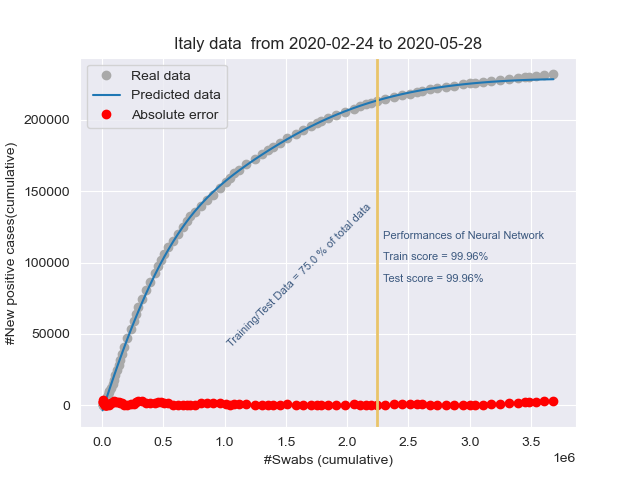 Italy data from 2020-02-24 to 2020-05-28
Real data
Predicted data
Absolute error
#New positive cases(cumulative)
200000
150000
100000
50000
0
Training/Test Data = 75.0 % of total data
Performances of Neural Network
Train score = 99.96%
Test score = 99.96%
0.0 0.5 1.0 1.5 2.0 2.5 3.0 3.5
1e6
#Swabs (cumulative)